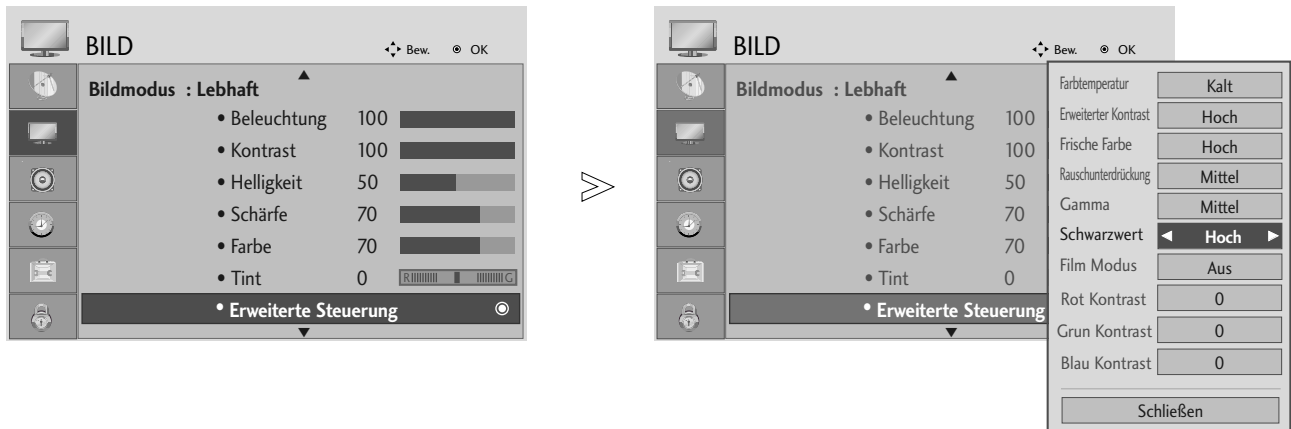 BILD
Bew. OK
Bildmodus : Lebhaft
• Beleuchtung 100
• Kontrast 100
• Helligkeit 50
• Schärfe 70
• Farbe 70
• Tint 0 R G
• Erweiterte Steuerung
BILD
Bew. OK
Bildmodus : Lebhaft
• Beleuchtung 100
• Kontrast 100
• Helligkeit 50
• Schärfe 70
• Farbe 70
• Tint 0
• Erweiterte Steuerung
Farbtemperatur Kalt
Erweiterter Kontrast Hoch
Frische Farbe Hoch
Rauschunterdrückung Mittel
Gamma Mittel
Schwarzwert Hoch
Film Modus Aus
Rot Kontrast 0
Grun Kontrast 0
Blau Kontrast 0
Schließen